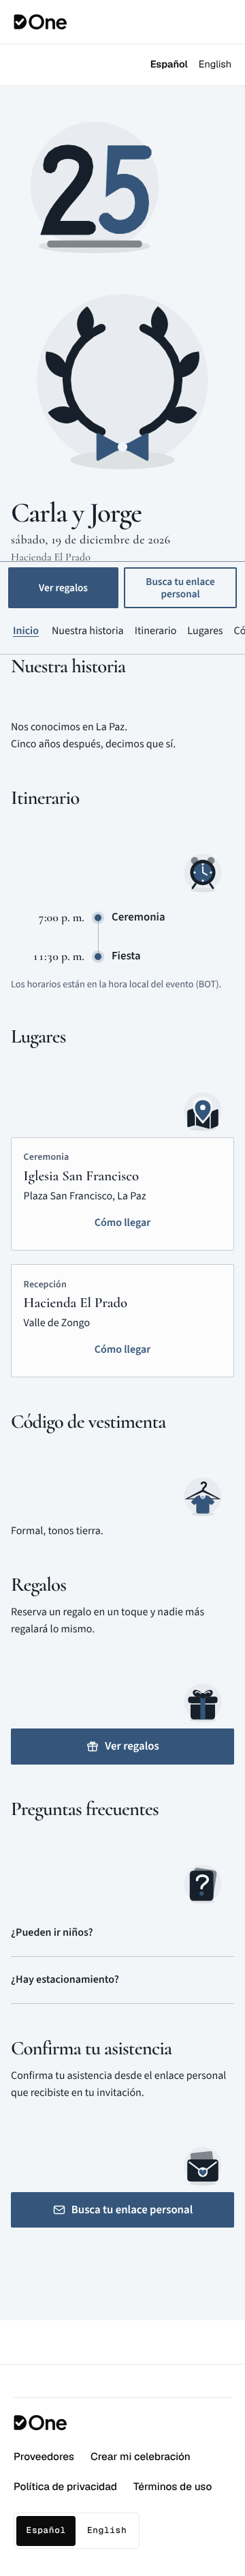 One
Español English
25
Carla y Jorge
sábado, 19 de diciembre de 2026
Hacienda El Prado
Ver regalos
Busca tu enlace
personal
Inicio Nuestra historia Itinerario Lugares Có
Nuestra historia
Nos conocimos en La Paz.
Cinco años después, decimos que sí.
Itinerario
7:00 p. m. Ceremonia
11:30 p. m. Fiesta
Los horarios están en la hora local del evento (BOT).
Lugares
Ceremonia
Iglesia San Francisco
Plaza San Francisco, La Paz
Cómo llegar
Recepción
Hacienda El Prado
Valle de Zongo
Cómo llegar
Código de vestimenta
Formal, tonos tierra.
Regalos
Reserva un regalo en un toque y nadie más
regalará lo mismo.
Ver regalos
Preguntas frecuentes
?
¿Pueden ir niños?
¿Hay estacionamiento?
Confirma tu asistencia
Confirma tu asistencia desde el enlace personal
que recibiste en tu invitación.
Busca tu enlace personal
One
Proveedores Crear mi celebración
Política de privacidad Términos de uso
Español English